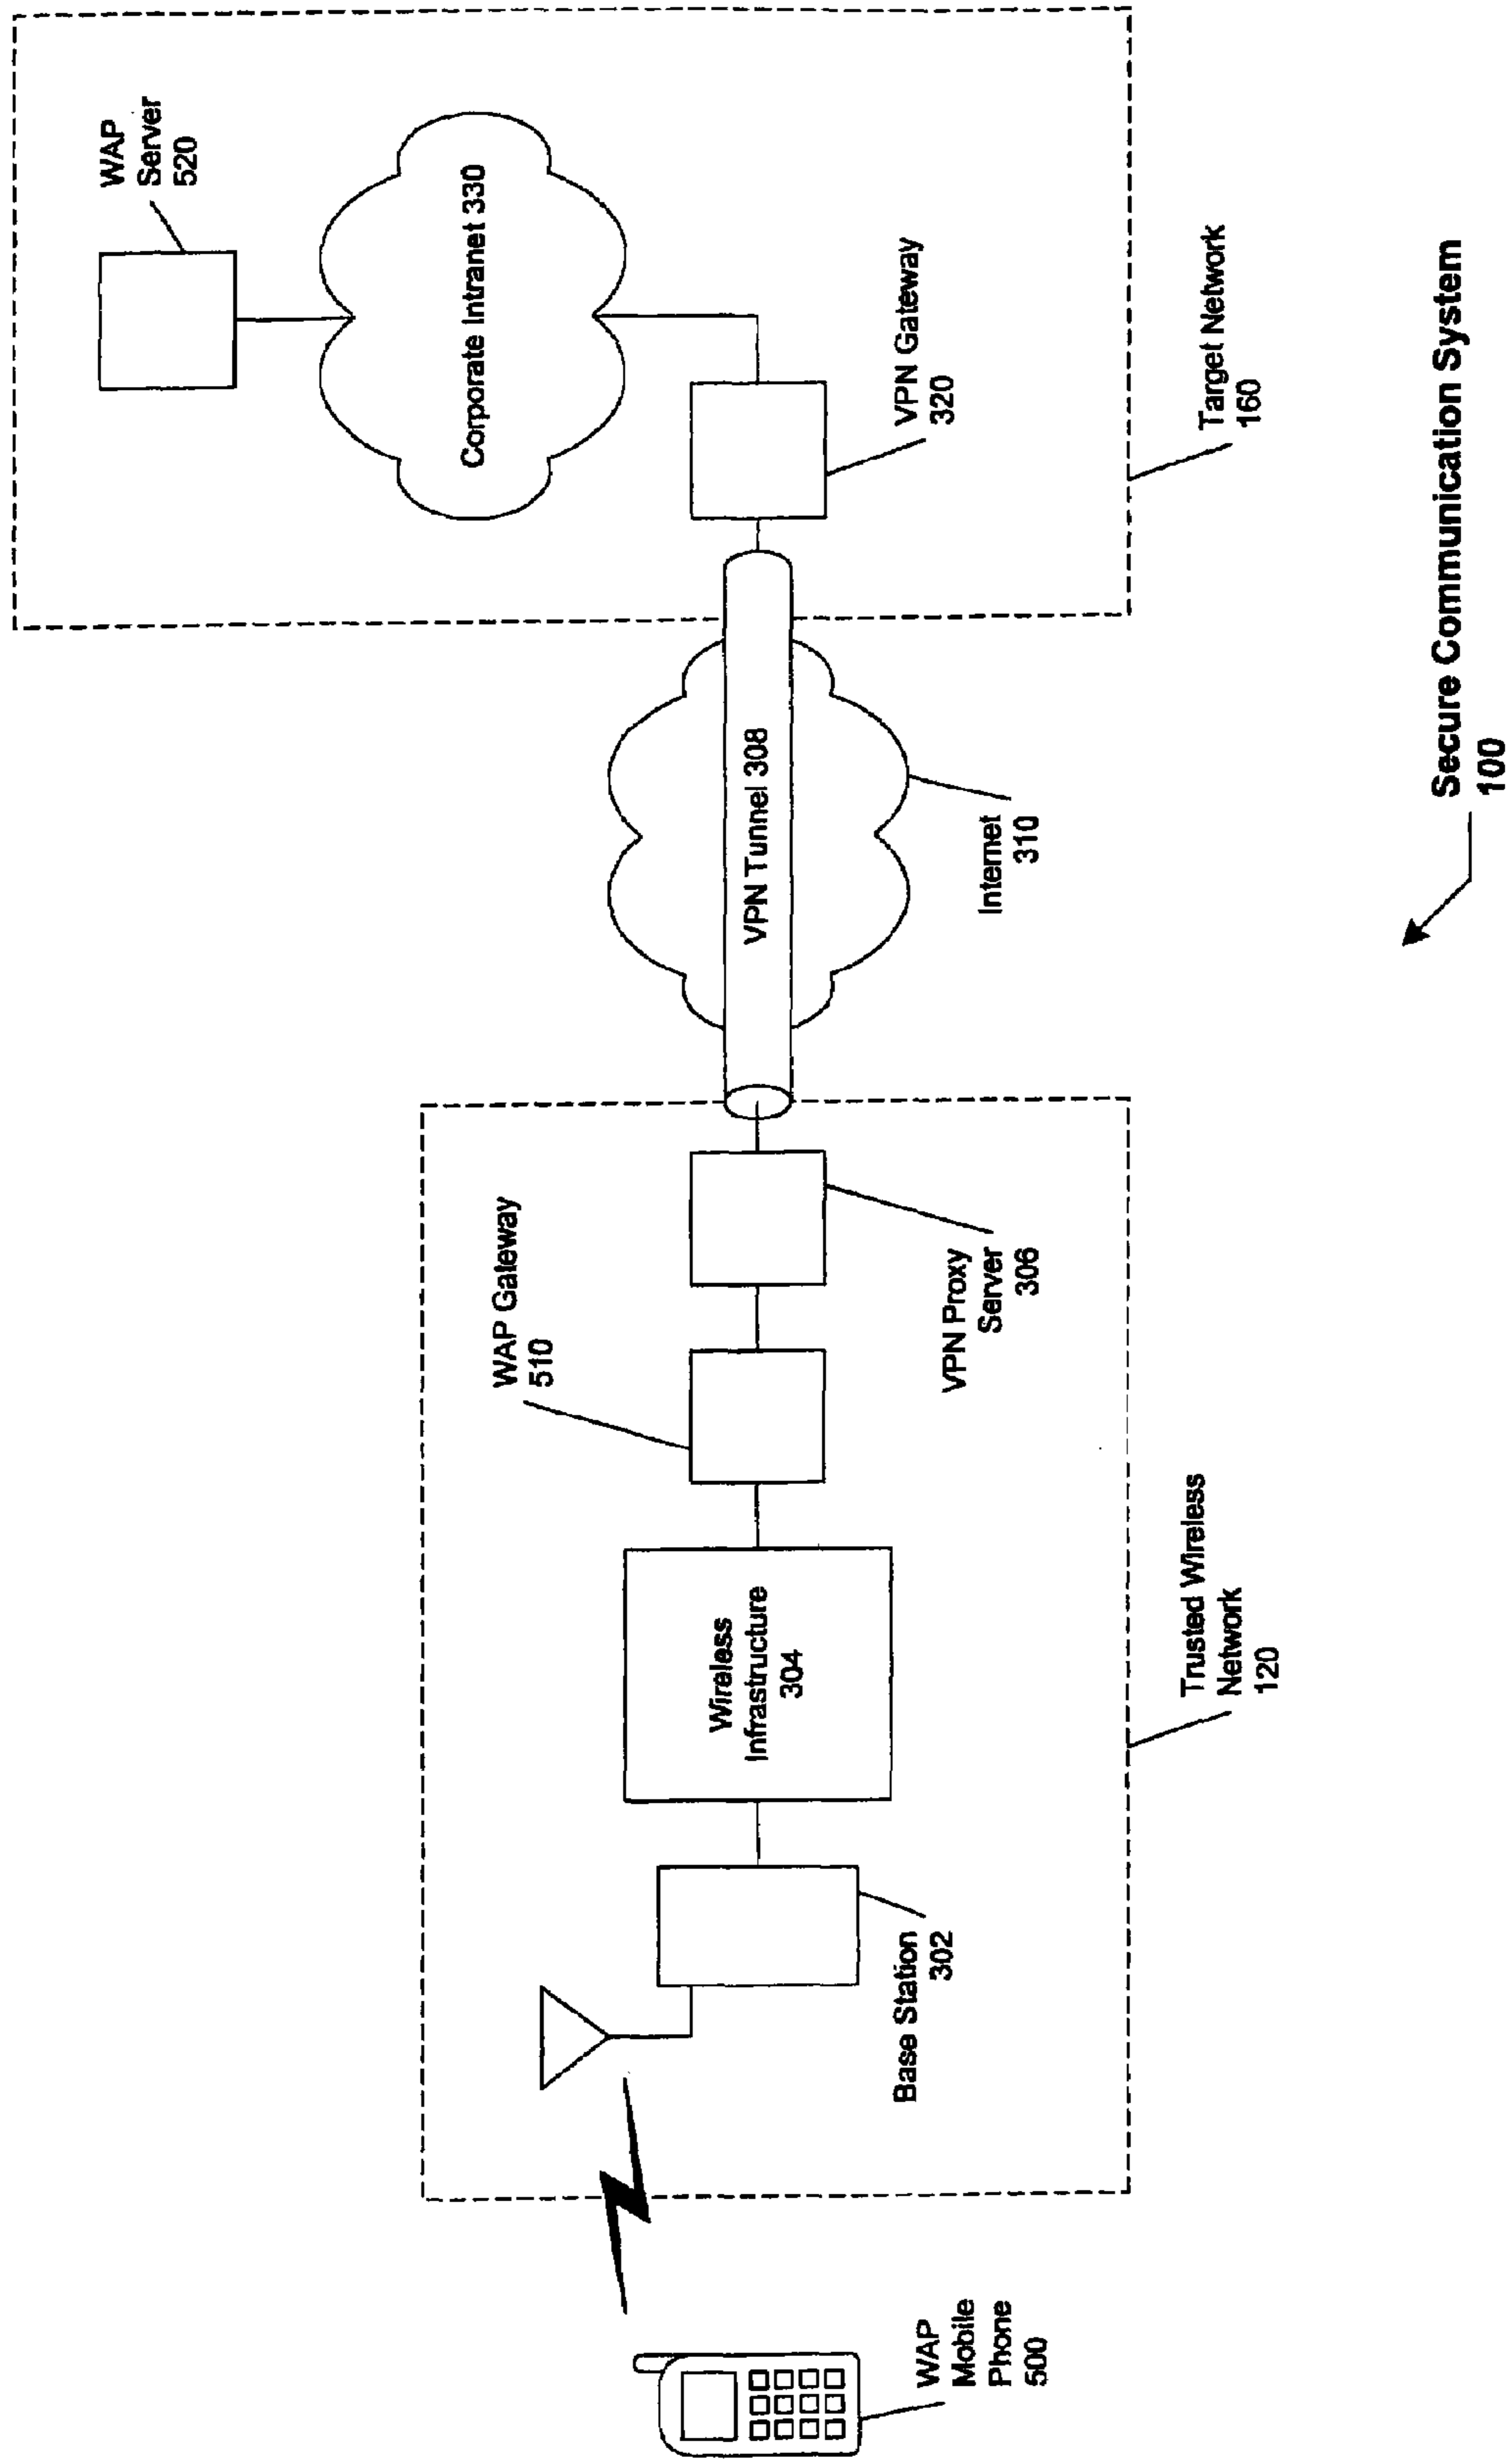 WAP
Server
520
Corporate Intranet 330
VPN Gateway
320
Target Network
160
VPN Tunnel 308
Internet
310
WAP Gateway
510
VPN Proxy
Server
306
Wireless
Infrastructure
304
Base Station
302
Trusted Wireless
Network
120
WAP
Mobile
Phone
500
Secure Communication System
100